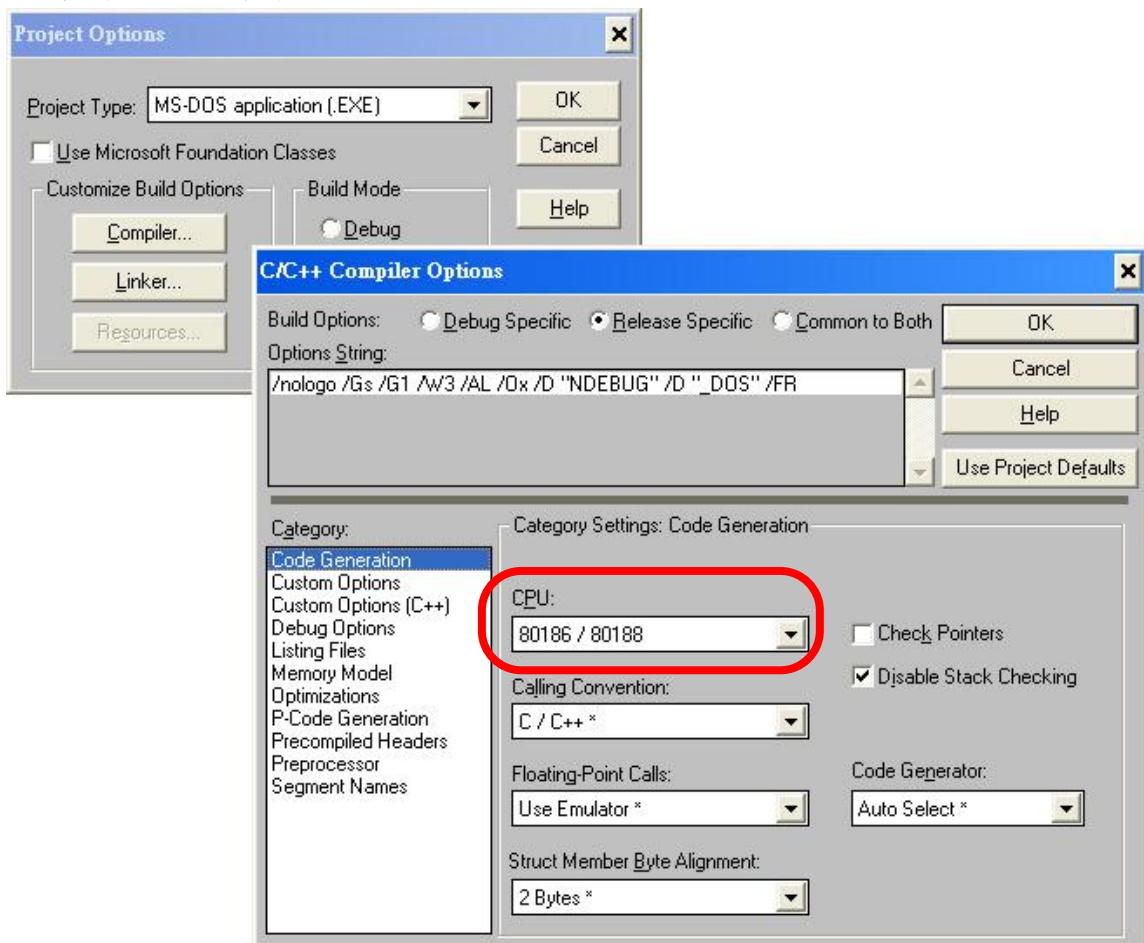 Project Options
Project Type: MS-DOS application (.EXE)
OK
Use Microsoft Foundation Classes
Cancel
Customize Build Options
Build Mode
Help
Compiler...
Debug
Linker...
Resources...
C/C++ Compiler Options
Build Options: Debug Specific Release Specific Common to Both
OK
Options String:
Cancel
/nologo /Gs /G1 /W3 /AL /Ox /D "NDEBUG" /D "_DOS" /FR
Help
Use Project Defaults
Category:
Code Generation
Custom Options
Custom Options (C++)
Debug Options
Listing Files
Memory Model
Optimizations
P-Code Generation
Precompiled Headers
Preprocessor
Segment Names
Category Settings: Code Generation
CPU:
80186 / 80188
Check Pointers
Disable Stack Checking
Calling Convention:
C / C++ *
Floating-Point Calls:
Use Emulator *
Code Generator:
Auto Select *
Struct Member Byte Alignment:
2 Bytes *